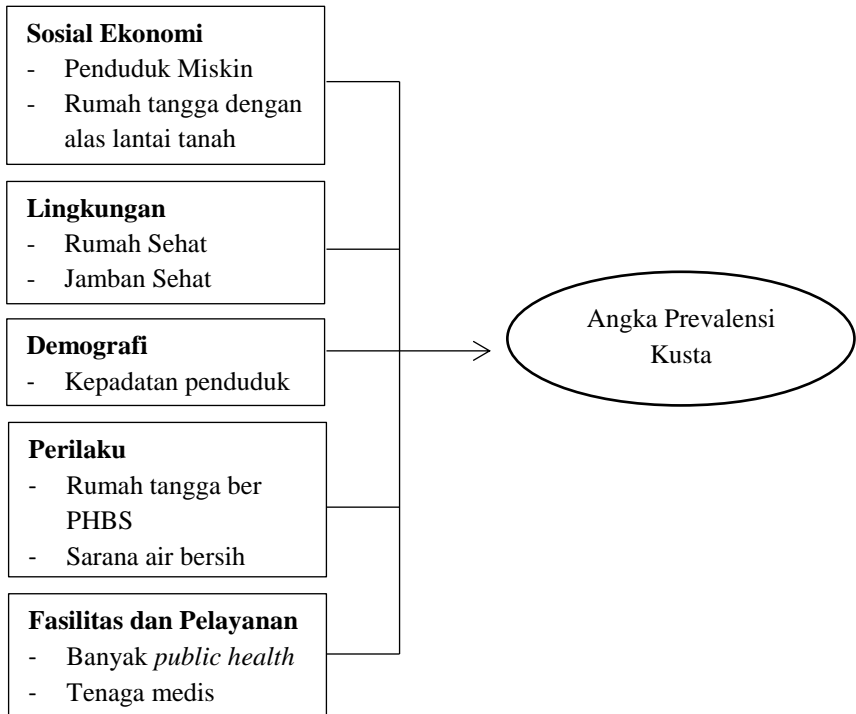 Sosial Ekonomi
- Penduduk Miskin
- Rumah tangga dengan
alas lantai tanah
Lingkungan
- Rumah Sehat
- Jamban Sehat
Demografi
- Kepadatan penduduk
Perilaku
- Rumah tangga ber
PHBS
- Sarana air bersih
Fasilitas dan Pelayanan
- Banyak public health
- Tenaga medis
Angka Prevalensi
Kusta